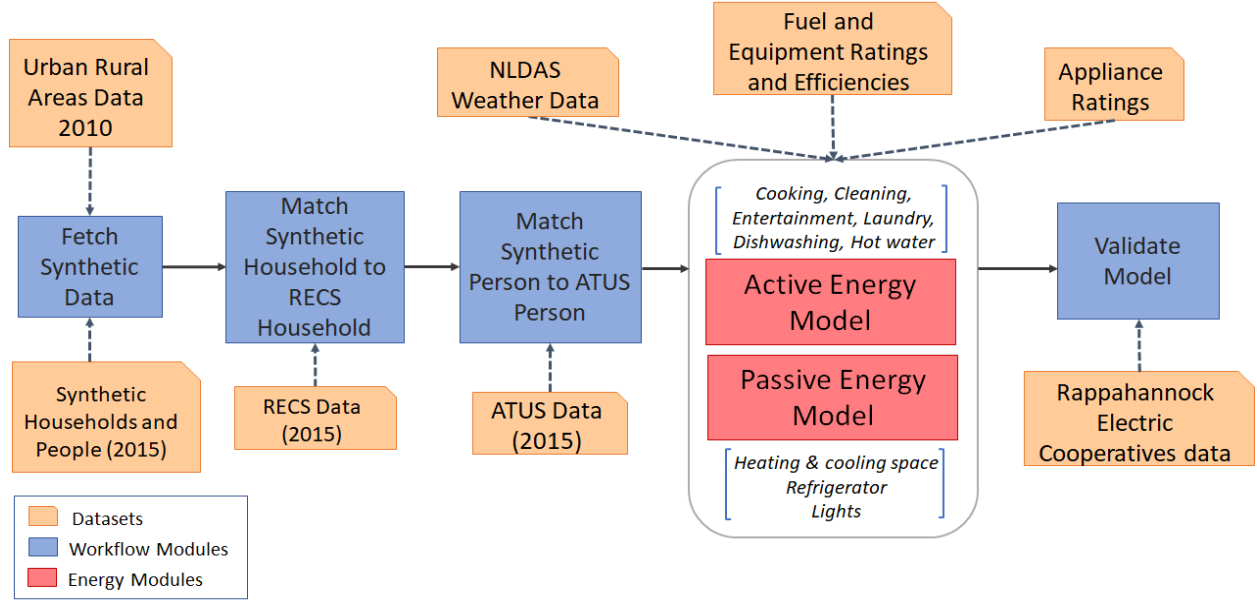 Urban Rural
Areas Data
2010
NLDAS
Weather Data
Fuel and
Equipment Ratings
and Efficiencies
Appliance
Ratings
Fetch
Synthetic
Data
Match
Synthetic
Household to
RECS
Household
Match
Synthetic
Person to ATUS
Person
Cooking, Cleaning,
Entertainment, Laundry,
Dishwashing, Hot water
Active Energy
Model
Passive Energy
Model
Heating & cooling space
Refrigerator
Lights
Validate
Model
Synthetic
Households and
People (2015)
RECS Data
(2015)
ATUS Data
(2015)
Rappahannock
Electric
Cooperatives data
Datasets
Workflow Modules
Energy Modules